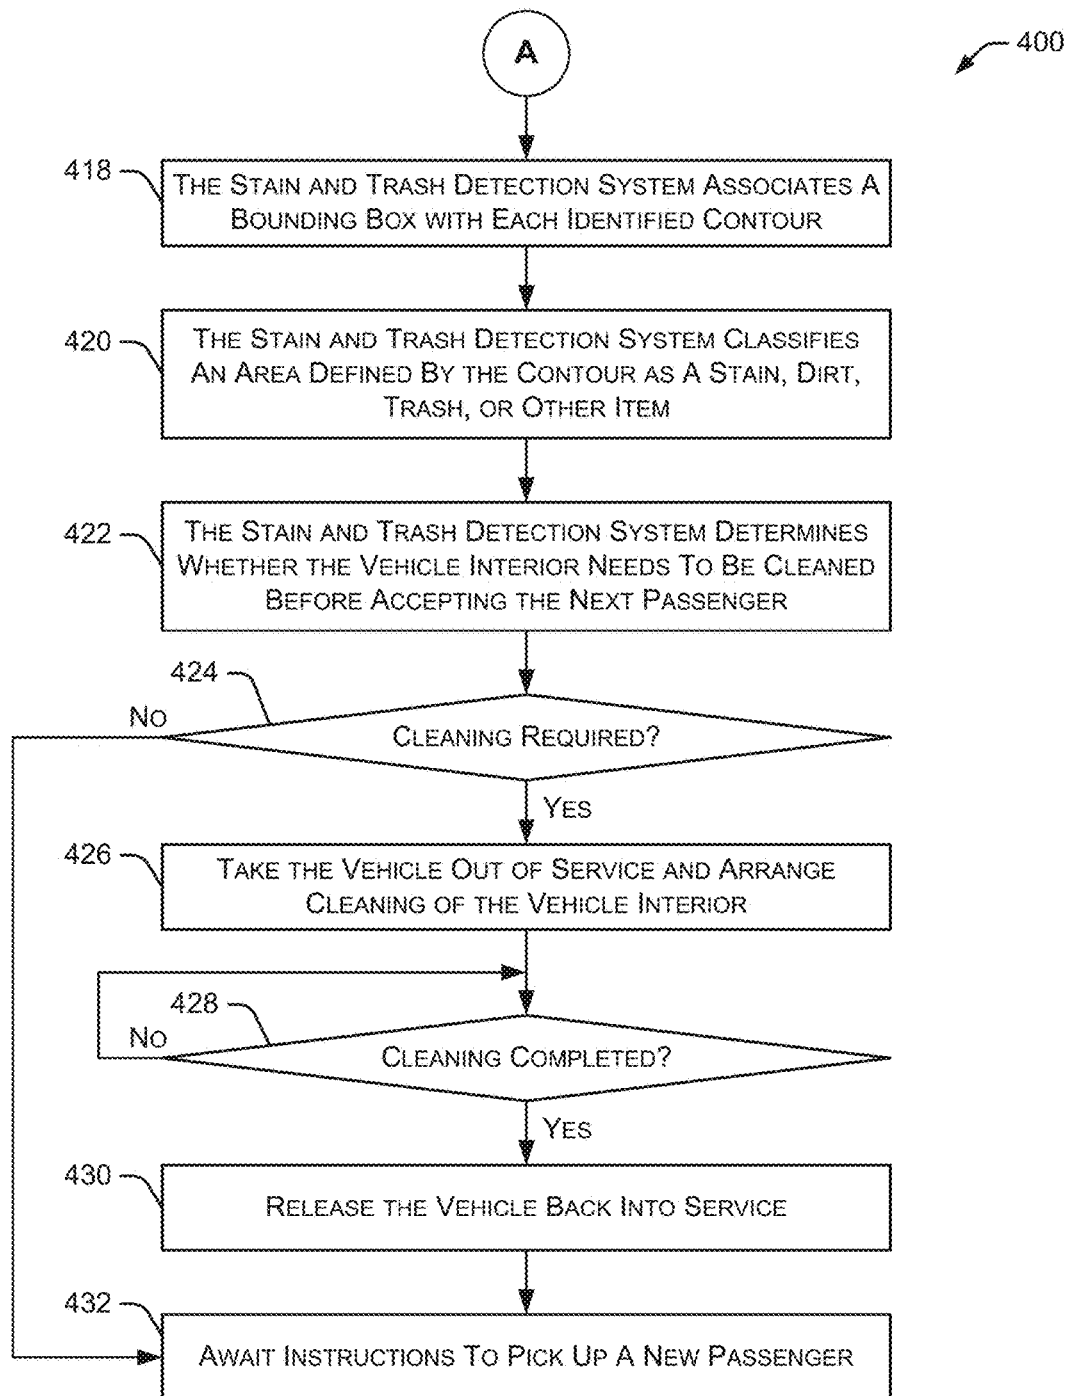 A
400
418
THE STAIN AND TRASH DETECTION SYSTEM ASSOCIATES A
BOUNDING BOX WITH EACH IDENTIFIED CONTOUR
420
THE STAIN AND TRASH DETECTION SYSTEM CLASSIFIES
AN AREA DEFINED BY THE CONTOUR AS A STAIN, DIRT,
TRASH, OR OTHER ITEM
422
THE STAIN AND TRASH DETECTION SYSTEM DETERMINES
WHETHER THE VEHICLE INTERIOR NEEDS TO BE CLEANED
BEFORE ACCEPTING THE NEXT PASSENGER
424
NO
CLEANING REQUIRED?
YES
426
TAKE THE VEHICLE OUT OF SERVICE AND ARRANGE
CLEANING OF THE VEHICLE INTERIOR
428
NO
CLEANING COMPLETED?
YES
430
RELEASE THE VEHICLE BACK INTO SERVICE
432
AWAIT INSTRUCTIONS TO PICK UP A NEW PASSENGER